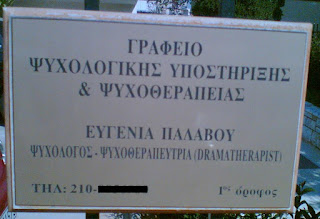 ΓΡΑΦΕΙΟ
ΨΥΧΟΛΟΓΙΚΗΣ ΥΠΟΣΤΗΡΙΞΗΣ
& ΨΥΧΟΘΕΡΑΠΕΙΑΣ
ΕΥΓΕΝΙΑ ΠΑΛΑΒΟΥ
ΨΥΧΟΛΟΓΟΣ - ΨΥΧΟΘΕΡΑΠΕΥΤΡΙΑ (DRAMATHERAPIST)
ΤΗΛ: 210- 1ος όροφος